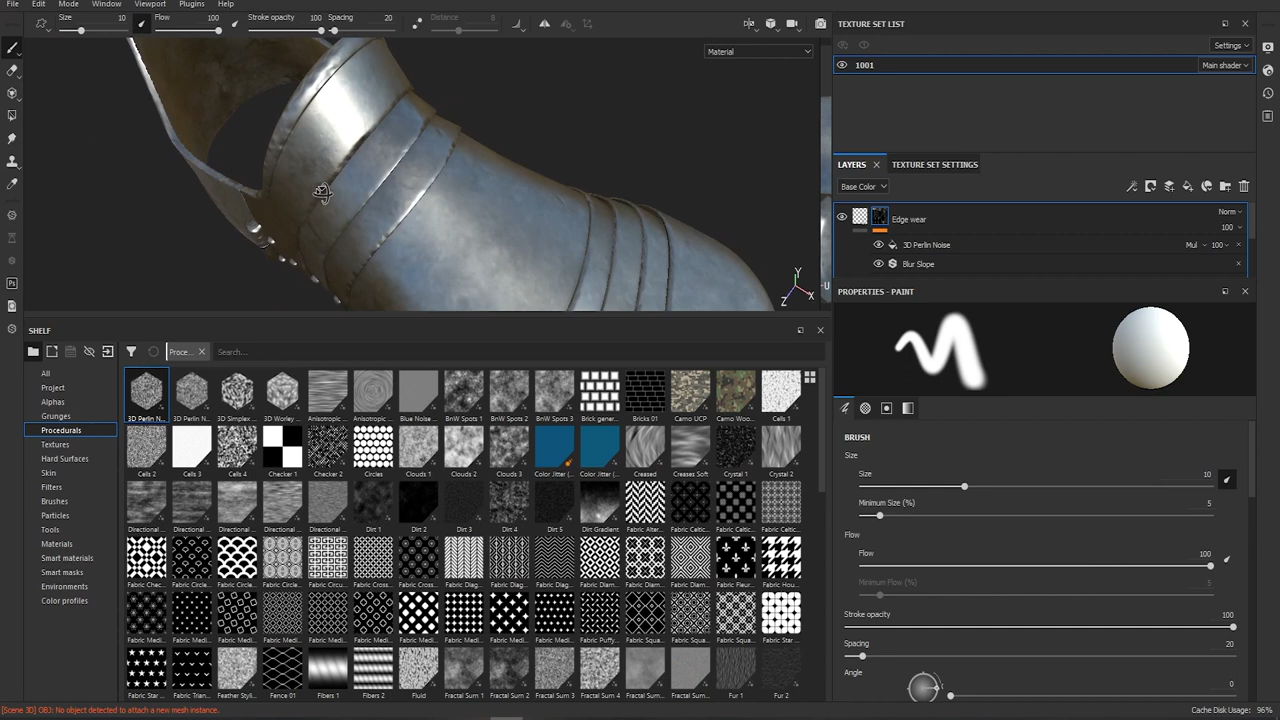 File Edit Mode Window Viewport Plugins Help
Size 10 Flow 100 Stroke opacity 100 Spacing 20 Distance 8
Material
Y
Z X
U
TEXTURE SET LIST
Settings
1001 Main shader
LAYERS TEXTURE SET SETTINGS
Base Color
Edge wear Norm
100
3D Perlin Noise Mul 100
Blur Slope
PROPERTIES - PAINT
BRUSH
Size
Size 10
Minimum Size (%) 5
Flow
Flow 100
Minimum Flow (%) 5
Stroke opacity 100
Spacing 20
Angle
0
SHELF
Proce... Search...
All
Project
Alphas
Grunges
Procedurals
Textures
Hard Surfaces
Skin
Filters
Brushes
Particles
Tools
Materials
Smart materials
Smart masks
Environments
Color profiles
3D Perlin N... 3D Perlin N... 3D Simplex... 3D Worley ... Anisotropic... Anisotropic... Blue Noise ... BnW Spots 1 BnW Spots 2 BnW Spots 3 Brick gener... Bricks 01 Camo UCP Camo Woo... Cells 1
Cells 2 Cells 3 Cells 4 Checker 1 Checker 2 Circles Clouds 1 Clouds 2 Clouds 3 Color Jitter (... Color Jitter (... Creased Creases Soft Crystal 1 Crystal 2
Directional ... Directional ... Directional ... Directional ... Directional ... Dirt 1 Dirt 2 Dirt 3 Dirt 4 Dirt 5 Dirt Gradient Fabric Alter... Fabric Celtic... Fabric Celtic... Fabric Celtic...
Fabric Chec... Fabric Circle... Fabric Circle... Fabric Circle... Fabric Circu... Fabric Cross... Fabric Cross... Fabric Diag... Fabric Diag... Fabric Diag... Fabric Diam... Fabric Diam... Fabric Diam... Fabric Fleur... Fabric Hou...
Fabric Medi... Fabric Medi... Fabric Medi... Fabric Medi... Fabric Medi... Fabric Medi... Fabric Medi... Fabric Medi... Fabric Medi... Fabric Medi... Fabric Puffy... Fabric Squa... Fabric Squa... Fabric Squa... Fabric Star ...
Fabric Star ... Fabric Trian... Feather Styli... Fence 01 Fibers 1 Fibers 2 Fluid Fractal Sum 1 Fractal Sum 2 Fractal Sum 3 Fractal Sum 4 Fractal Sum... Fractal Sum... Fur 1 Fur 2
[Scene 3D] OBJ: No object detected to attach a new mesh instance. Cache Disk Usage: 96%